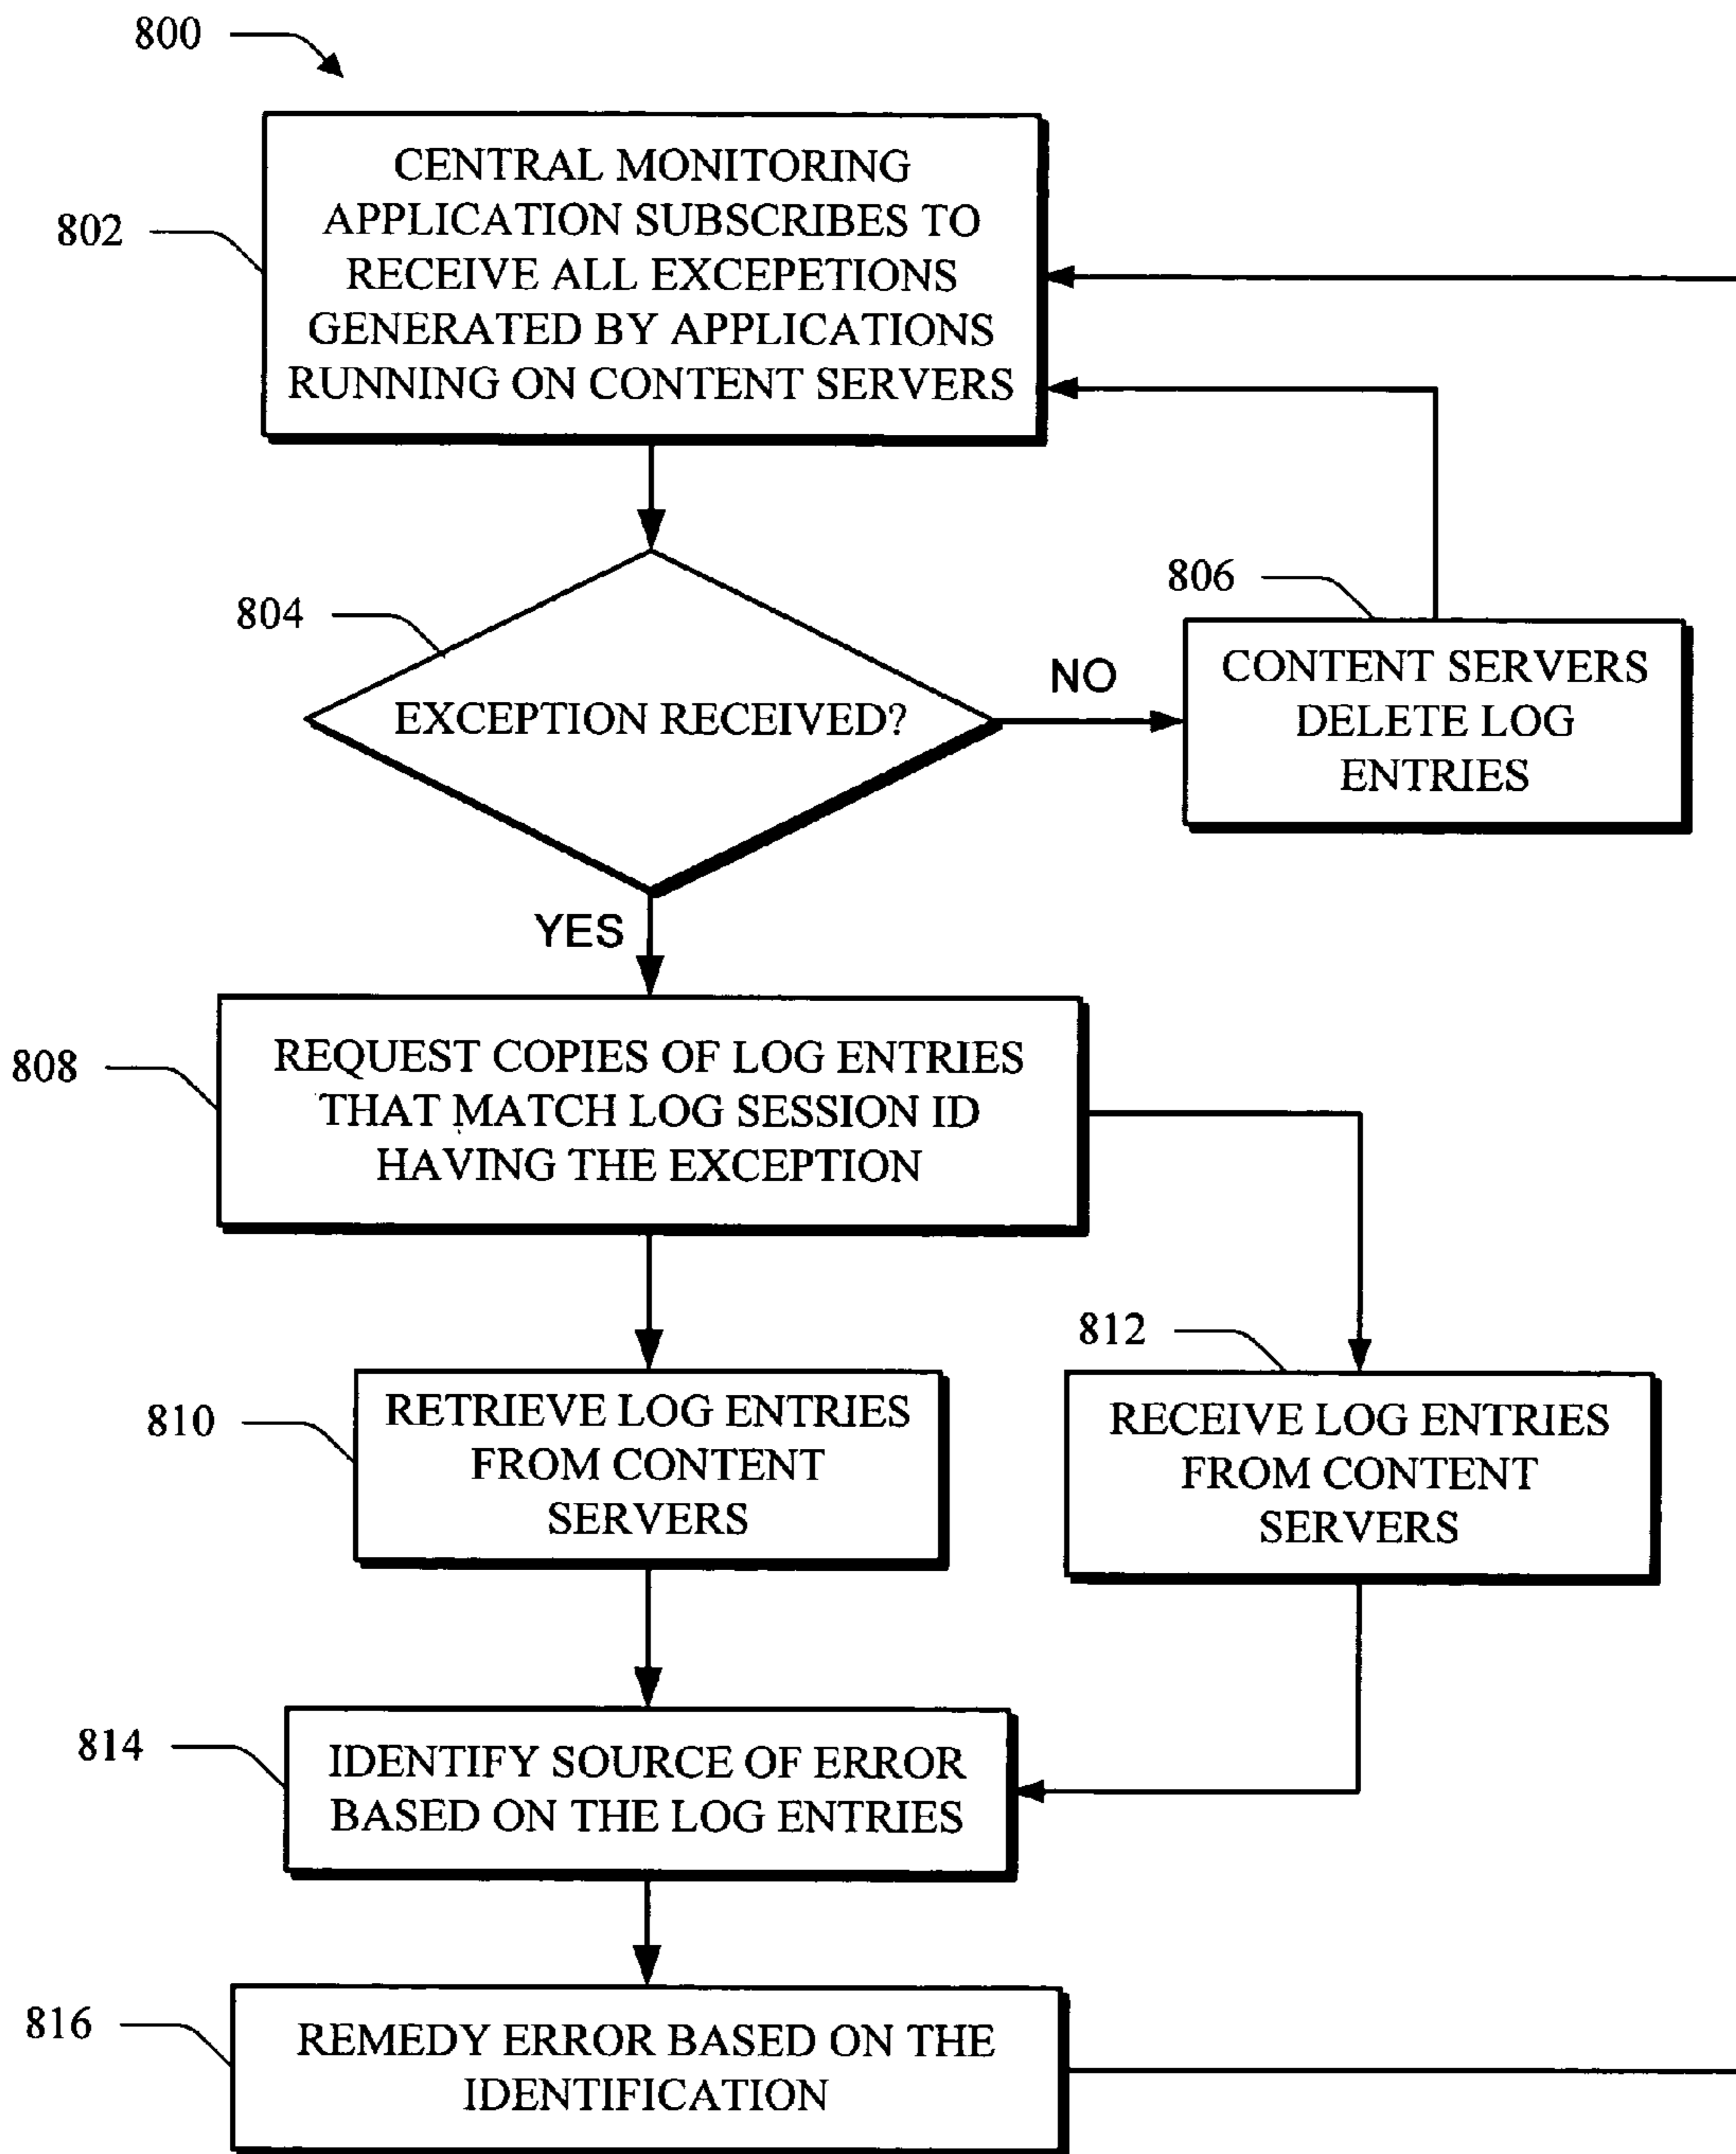 800
802
CENTRAL MONITORING
APPLICATION SUBSCRIBES TO
RECEIVE ALL EXCEPETIONS
GENERATED BY APPLICATIONS
RUNNING ON CONTENT SERVERS
804
EXCEPTION RECEIVED?
NO
806
CONTENT SERVERS
DELETE LOG
ENTRIES
YES
808
REQUEST COPIES OF LOG ENTRIES
THAT MATCH LOG SESSION ID
HAVING THE EXCEPTION
810
RETRIEVE LOG ENTRIES
FROM CONTENT
SERVERS
812
RECEIVE LOG ENTRIES
FROM CONTENT
SERVERS
814
IDENTIFY SOURCE OF ERROR
BASED ON THE LOG ENTRIES
816
REMEDY ERROR BASED ON THE
IDENTIFICATION